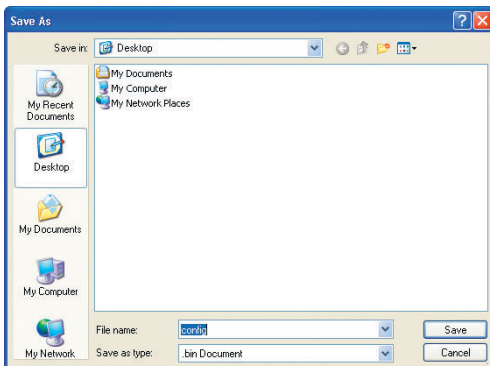 Save As
Save in: Desktop
My Documents
My Computer
My Network Places
My Recent
Documents
Desktop
My Documents
My Computer
My Network
File name: config Save
Save as type: .bin Document Cancel